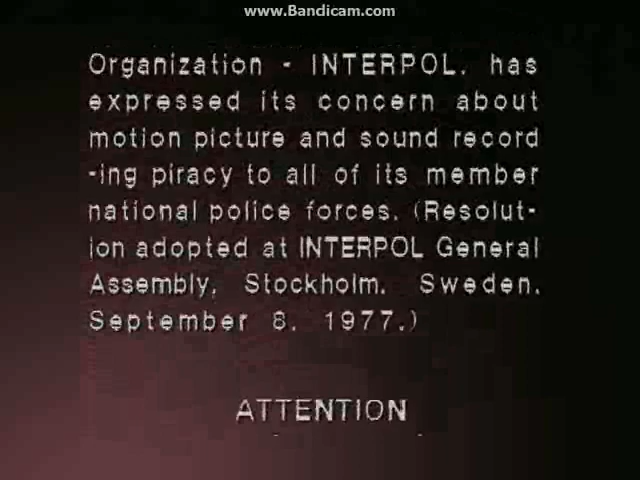 www.Bandicam.com
Organization - INTERPOL, has
expressed its concern about
motion picture and sound record
-ing piracy to all of its member
national police forces. (Resolut-
ion adopted at INTERPOL General
Assembly, Stockholm, Sweden,
September 8, 1977.)
ATTENTION